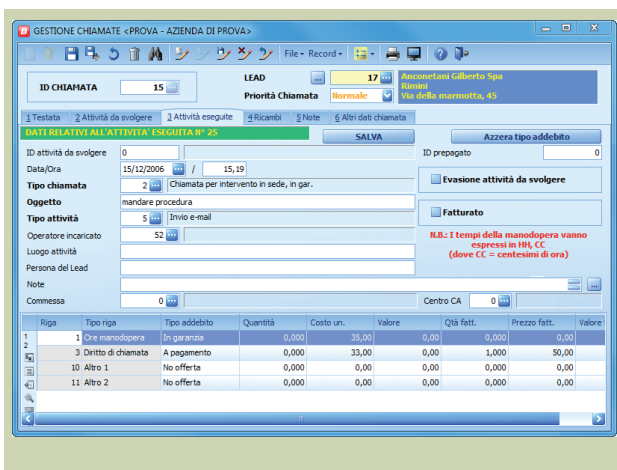 GESTIONE CHIAMATE <PROVA - AZIENDA DI PROVA>
File Record
ID CHIAMATA 15
LEAD 17
Priorità Chiamata Normale
Anconetani Gilberto Spa
Rimini
Via della marmotta, 45
1 Testata 2 Attività da svolgere 3 Attività eseguite 4 Ricambi 5 Note 6 Altri dati chiamata
DATI RELATIVI ALL'ATTIVITA' ESEGUITA N° 25 SALVA Azzera tipo addebito
ID attività da svolgere 0 ID prepagato 0
Data/Ora 15/12/2006 / 15,19
Tipo chiamata 2 Chiamata per intervento in sede, in gar. Evasione attività da svolgere
Oggetto mandare procedura
Tipo attività 5 Invio e-mail Fatturato
Operatore incaricato 52
Luogo attività
Persona del Lead
N.B.: I tempi della manodopera vanno
espressi in HH, CC
(dove CC = centesimi di ora)
Note
Commessa 0 Centro CA 0
Riga Tipo riga Tipo addebito Quantità Costo un. Valore Qtà fatt. Prezzo fatt. Valore
1 Ore manodopera In garanzia 0,000 35,00 0,00 0,000 0,00
3 Diritto di chiamata A pagamento 0,000 33,00 0,00 1,000 50,00
10 Altro 1 No offerta 0,000 0,00 0,00 0,000 0,00
11 Altro 2 No offerta 0,000 0,00 0,00 0,000 0,00
1
2